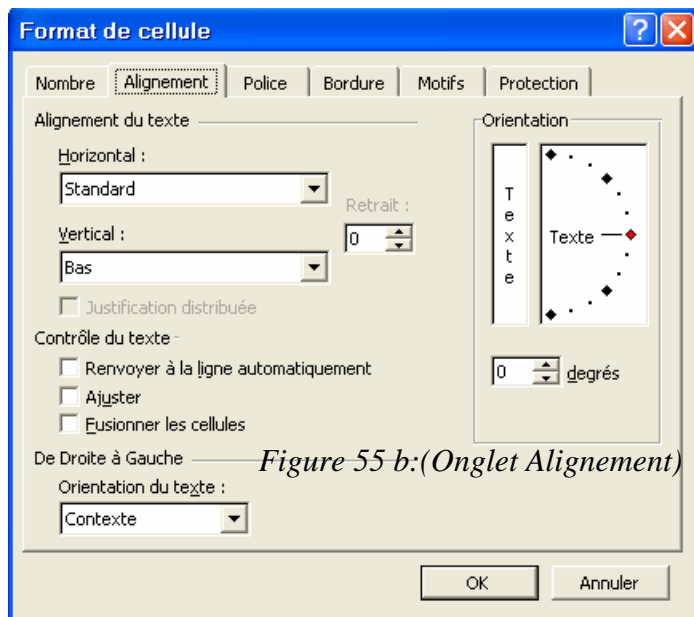 Format de cellule
Nombre Alignement Police Bordure Motifs Protection
Alignement du texte
Horizontal :
Standard
Retrait :
Vertical :
0
Bas
Justification distribuée
Contrôle du texte
Renvoyer à la ligne automatiquement
Ajuster
Fusionner les cellules
De Droite à Gauche
Orientation du texte :
Contexte
Orientation
Texte
Texte
0 degrés
Figure 55 b:(Onglet Alignement)
OK Annuler